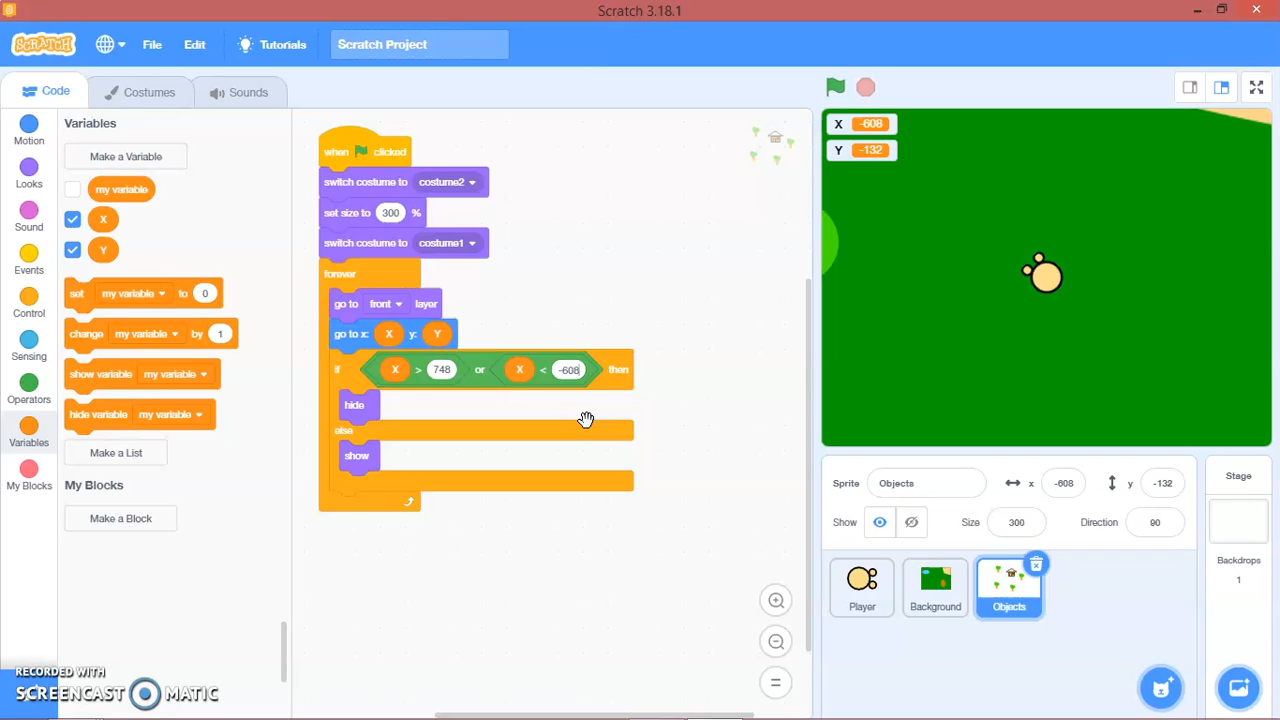 Scratch 3.18.1
SCRATCH File Edit Tutorials Scratch Project
Code Costumes Sounds
Motion
Looks
Sound
Events
Control
Sensing
Operators
Variables
My Blocks
Variables
Make a Variable
my variable
X
Y
set my variable to 0
change my variable by 1
show variable my variable
hide variable my variable
Make a List
My Blocks
Make a Block
when clicked
switch costume to costume2
set size to 300 %
switch costume to costume1
forever
go to front layer
go to x: X y: Y
if X > 748 or X < -608 then
hide
else
show
X -608
Y -132
Sprite Objects x -608 y -132
Show Size 300 Direction 90
Player Background Objects
Stage
Backdrops
1
RECORDED WITH
SCREENCAST MATIC